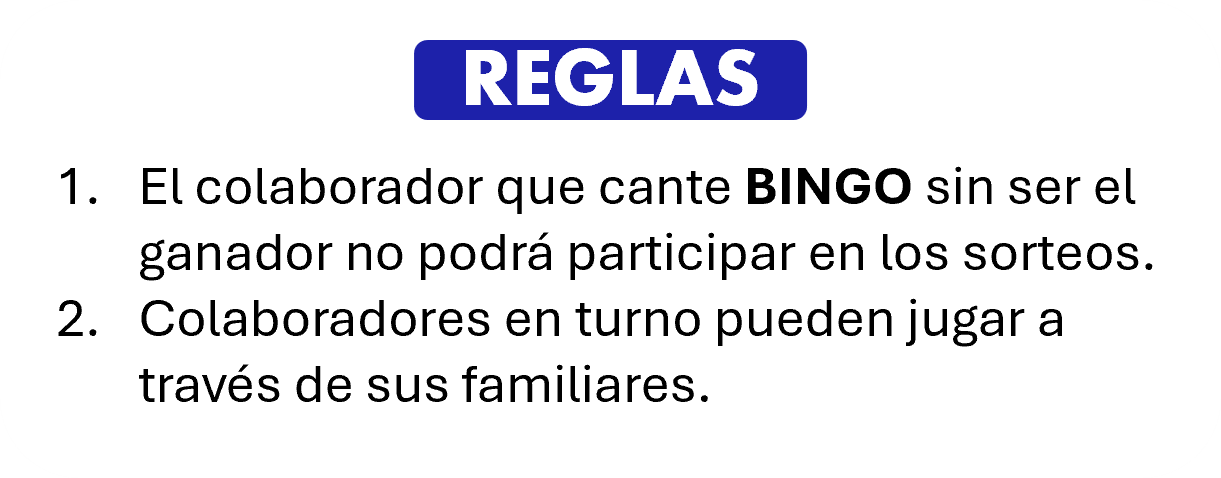 REGLAS
1. El colaborador que cante BINGO sin ser el
ganador no podrá participar en los sorteos.
2. Colaboradores en turno pueden jugar a
través de sus familiares.